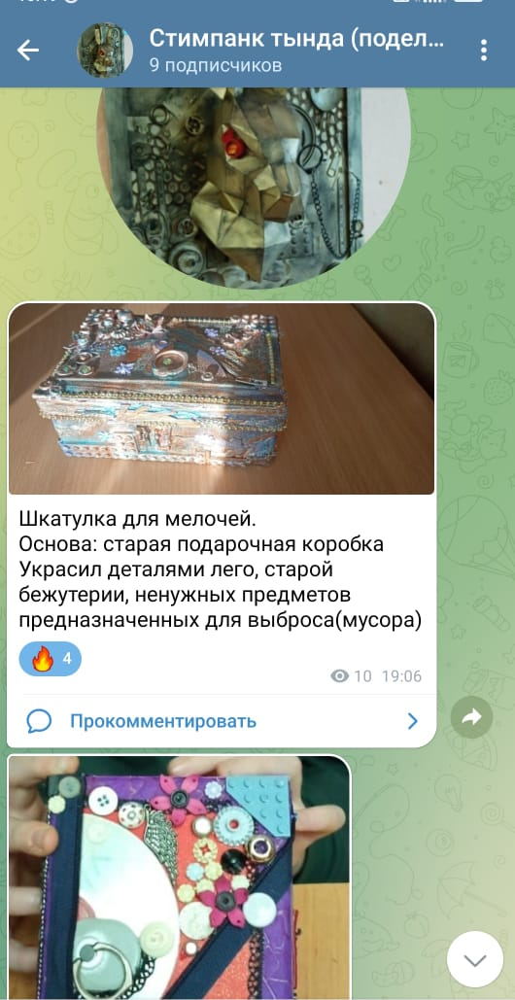 Стимпанк тында (подел...
9 подписчиков
Шкатулка для мелочей.
Основа: старая подарочная коробка
Украсил деталями лего, старой
бежутерии, ненужных предметов
предназначенных для выброса(мусора)
4
10 19:06
Прокомментировать